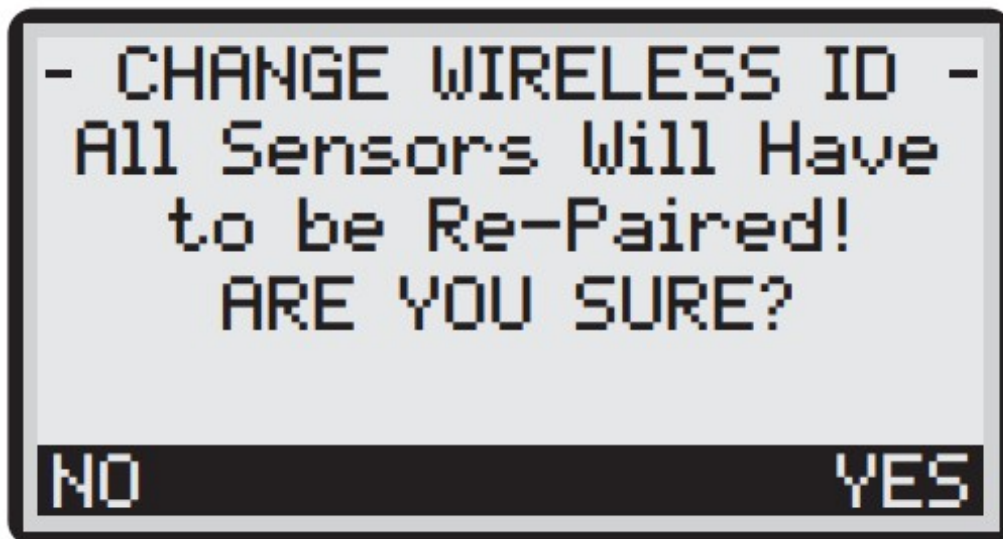 - CHANGE WIRELESS ID -
All Sensors Will Have
to be Re-Paired!
ARE YOU SURE?
NO YES